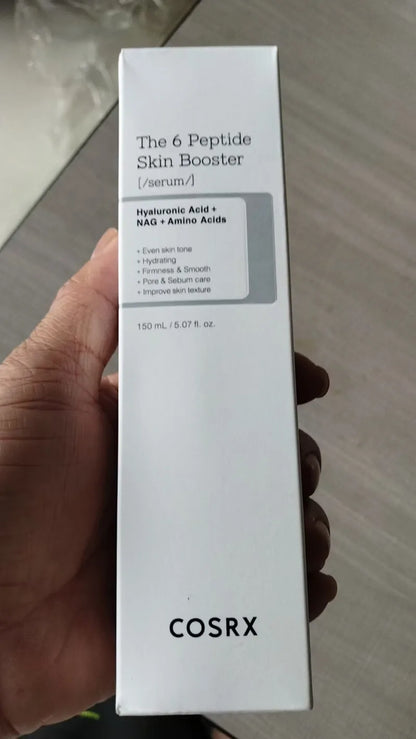 The 6 Peptide
Skin Booster
[/serum/]
Hyaluronic Acid +
NAG + Amino Acids
+ Even skin tone
+ Hydrating
+ Firmness & Smooth
+ Pore & Sebum care
+ Improve skin texture
150 mL / 5.07 fl. oz.
COSRX